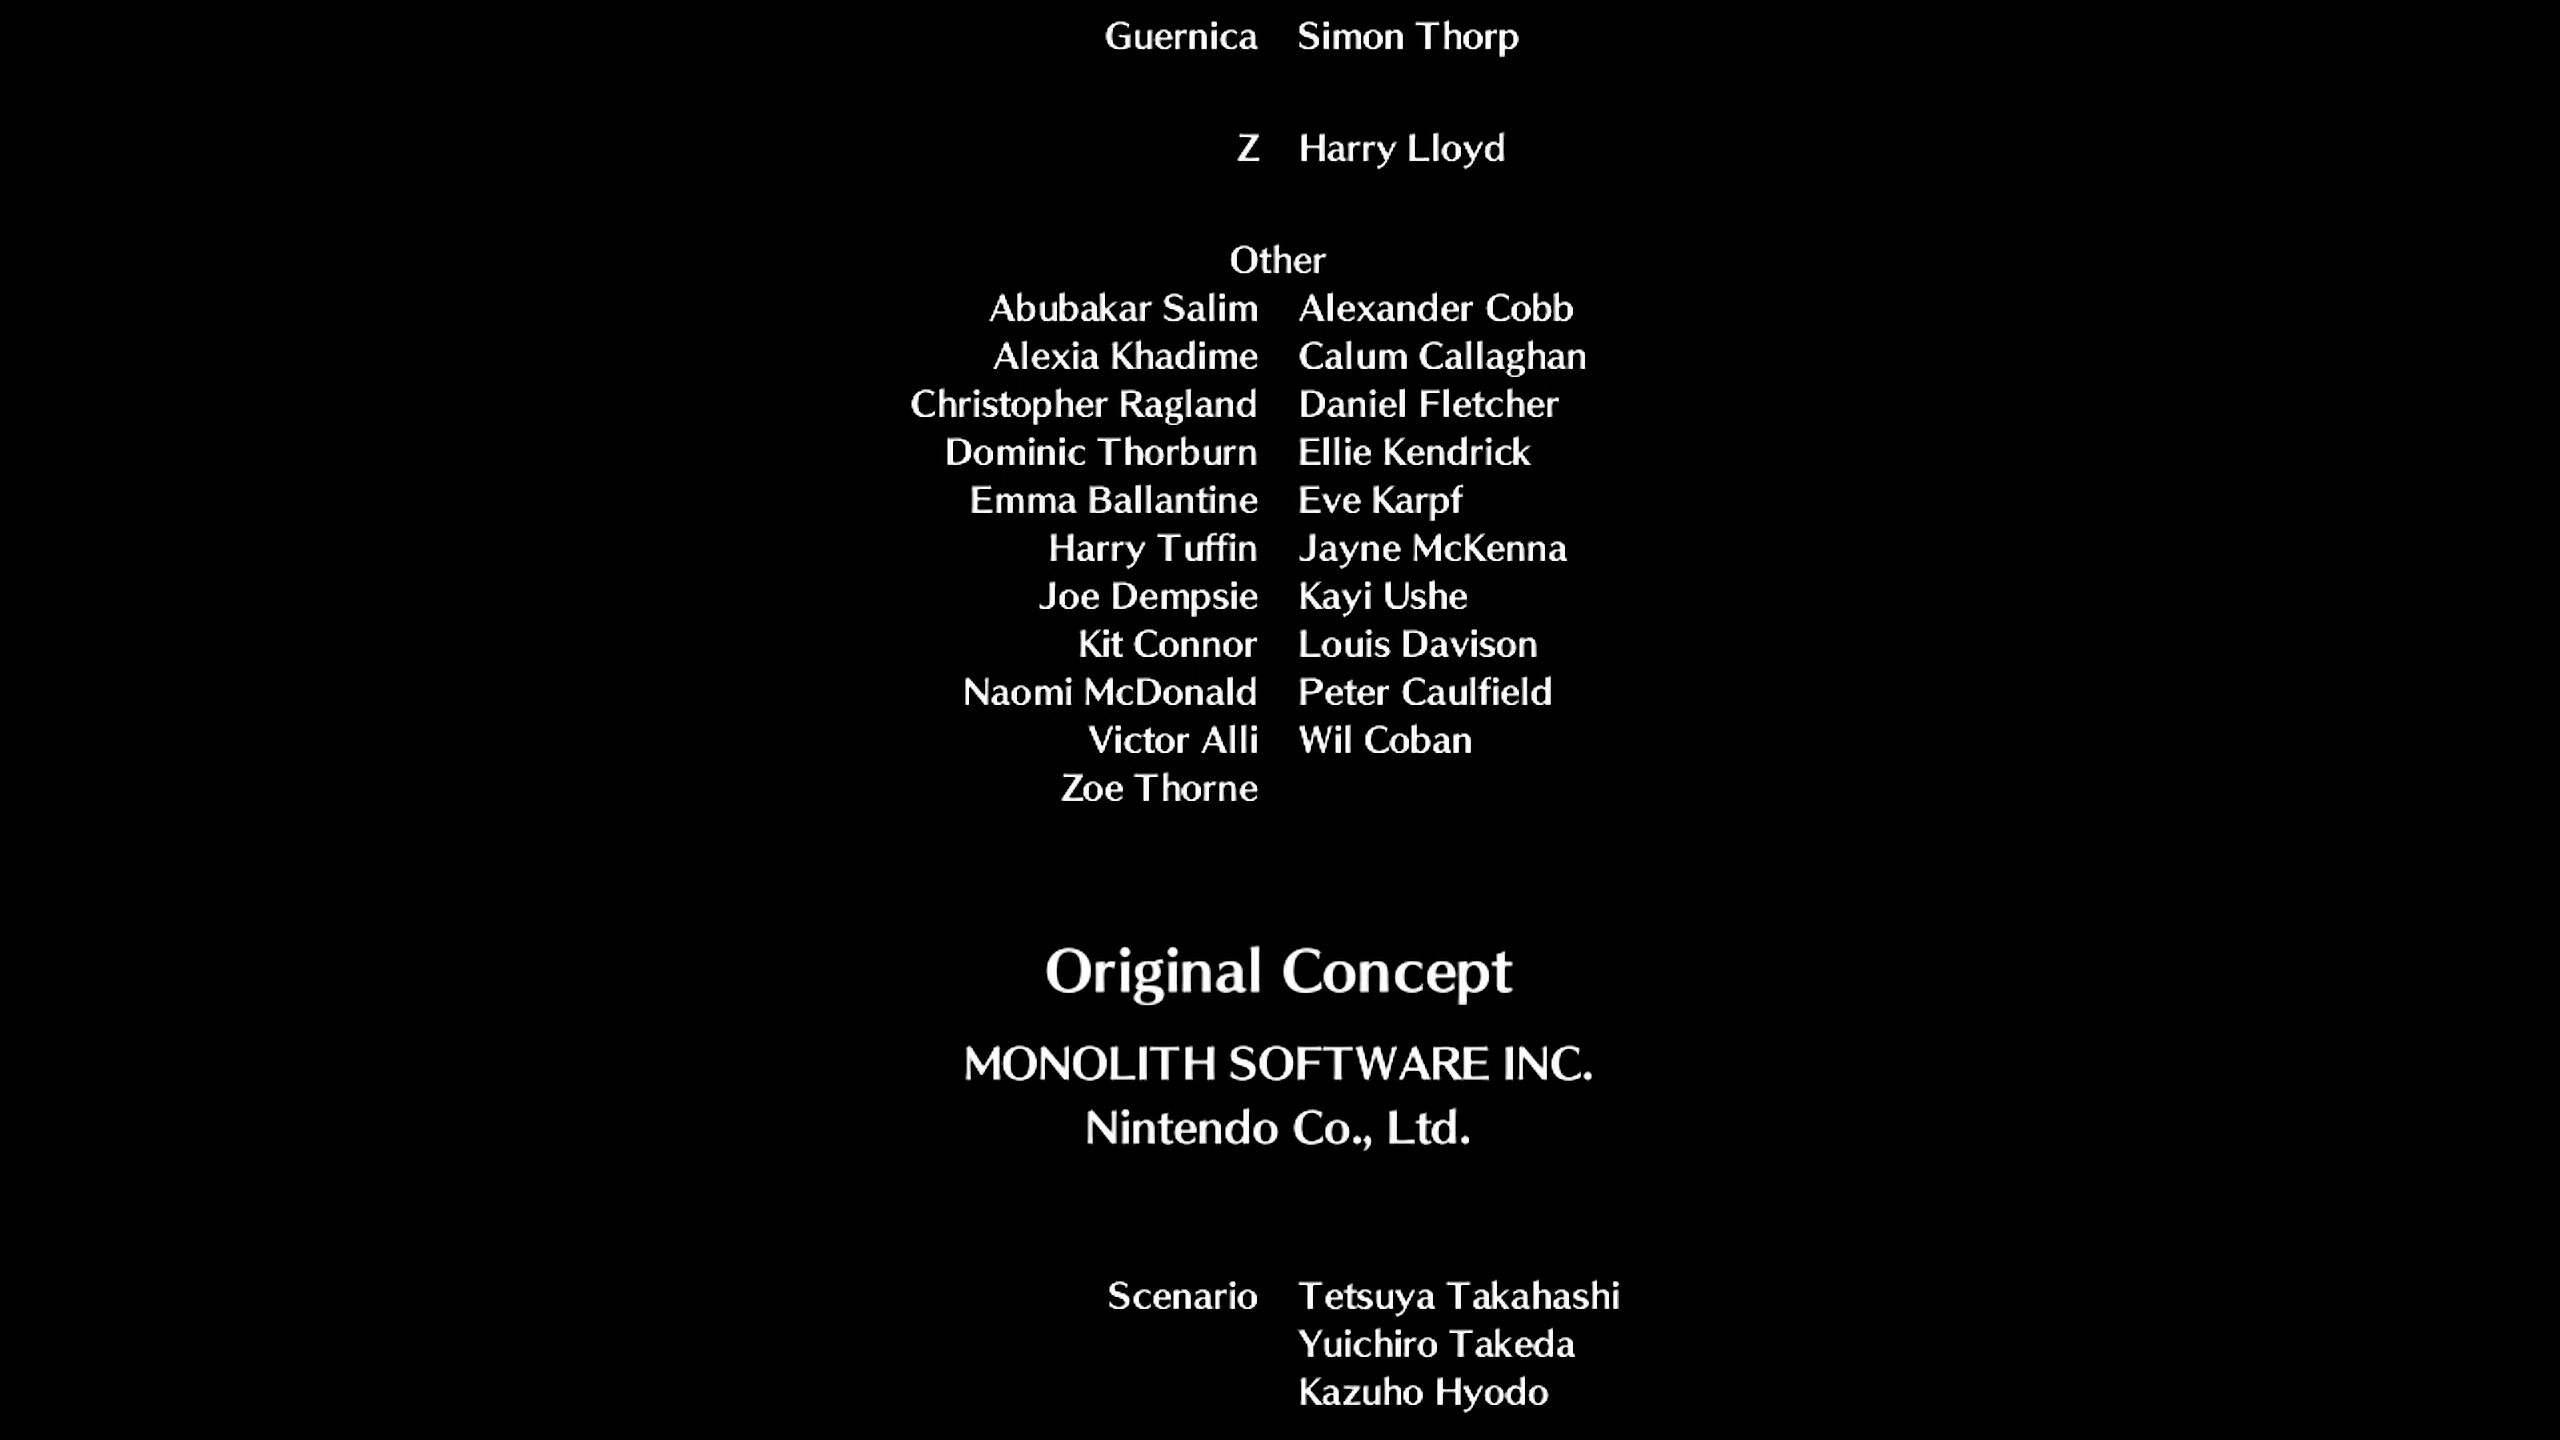 Guernica Simon Thorp
Z Harry Lloyd
Other
Abubakar Salim Alexander Cobb
Alexia Khadime Calum Callaghan
Christopher Ragland Daniel Fletcher
Dominic Thorburn Ellie Kendrick
Emma Ballantine Eve Karpf
Harry Tuffin Jayne McKenna
Joe Dempsie Kayi Ushe
Kit Connor Louis Davison
Naomi McDonald Peter Caulfield
Victor Alli Wil Coban
Zoe Thorne
Original Concept
MONOLITH SOFTWARE INC.
Nintendo Co., Ltd.
Scenario Tetsuya Takahashi
Yuichiro Takeda
Kazuho Hyodo